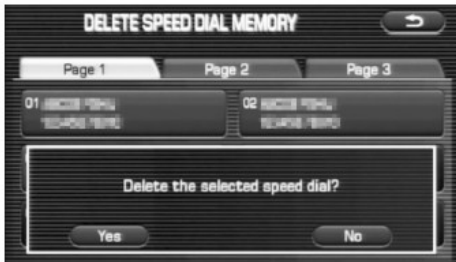 DELETE SPEED DIAL MEMORY
Page 1 Page 2 Page 3
01
02
Delete the selected speed dial?
Yes No